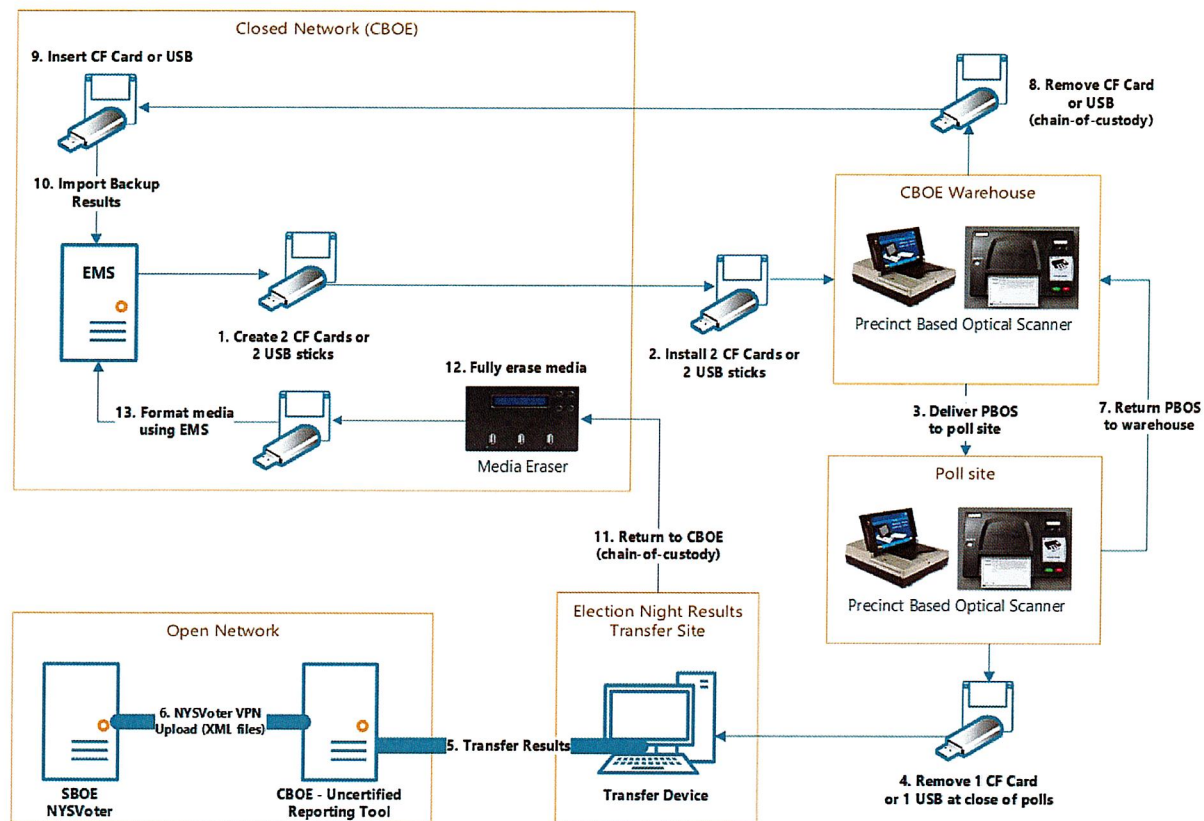 Closed Network (CBOE)
9. Insert CF Card or USB
8. Remove CF Card
or USB
(chain-of-custody)
10. Import Backup
Results
CBOE Warehouse
EMS
Precinct Based Optical Scanner
1. Create 2 CF Cards or
2 USB sticks
2. Install 2 CF Cards or
2 USB sticks
12. Fully erase media
13. Format media
using EMS
Media Eraser
3. Deliver PBOS
to poll site
7. Return PBOS
to warehouse
Poll site
Precinct Based Optical Scanner
11. Return to CBOE
(chain-of-custody)
Open Network
Election Night Results
Transfer Site
6. NYSVoter VPN
Upload (XML files)
5. Transfer Results
SBOE
NYSVoter
CBOE - Uncertified
Reporting Tool
Transfer Device
4. Remove 1 CF Card
or 1 USB at close of polls